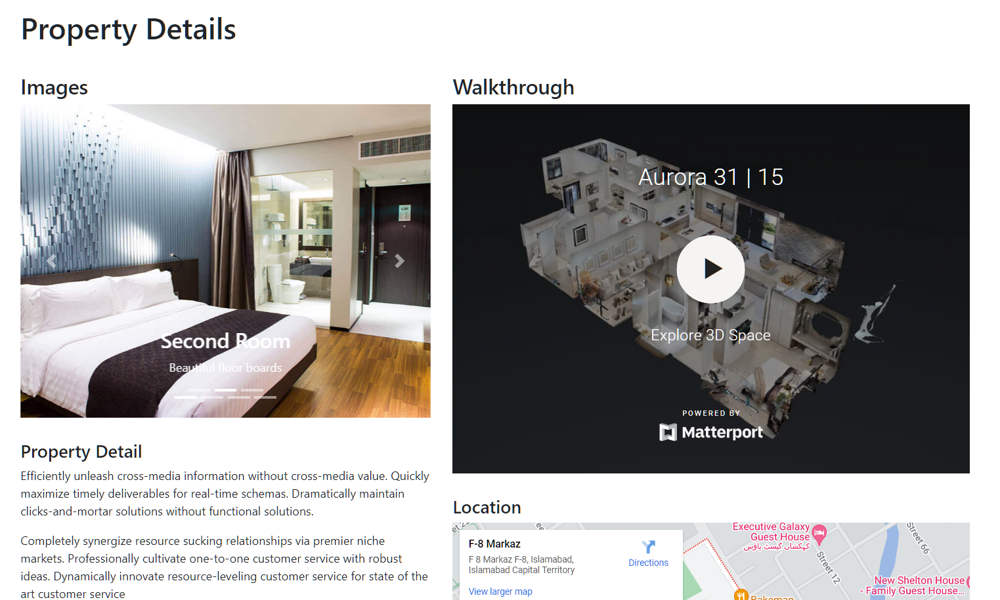 Property Details
Images
Second Room
Beautiful floor boards
Property Detail
Efficiently unleash cross-media information without cross-media value. Quickly
maximize timely deliverables for real-time schemas. Dramatically maintain
clicks-and-mortar solutions without functional solutions.
Completely synergize resource sucking relationships via premier niche
markets. Professionally cultivate one-to-one customer service with robust
ideas. Dynamically innovate resource-leveling customer service for state of the
art customer service
Walkthrough
Aurora 31 | 15
Explore 3D Space
POWERED BY
Matterport
Location
F-8 Markaz
F 8 Markaz F-8, Islamabad,
Islamabad Capital Territory
Directions
View larger map
Executive Galaxy
Guest House
کہکشاں گیسٹ ہاؤس
Street 12
Street 66
New Shelton House
- Family Guest House...
Bakeman